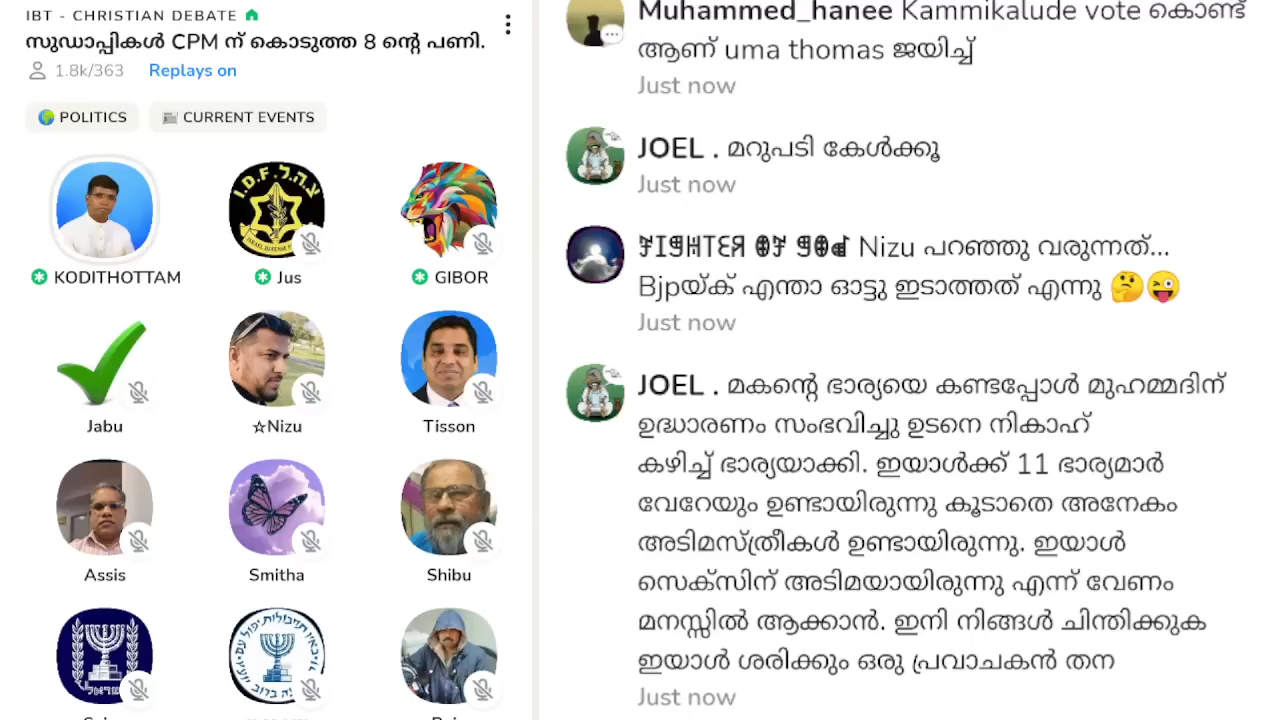 IBT - CHRISTIAN DEBATE
സുഡാപ്പികൾ CPM ന് കൊടുത്ത 8 ന്റെ പണി.
1.8k/363 Replays on
POLITICS CURRENT EVENTS
KODITHOTTAM Jus GIBOR
Jabu ☆Nizu Tisson
Assis Smitha Shibu
ישראל
Muhammed_hanee Kammikalude vote കൊണ്ട്
ആണ് uma thomas ജയിച്ച്
Just now
JOEL . മറുപടി കേൾക്കൂ
Just now
FIGHTER OF GOD Nizu പറഞ്ഞു വരുന്നത്...
Bjpയ്ക് എന്താ ഓട്ടു ഇടാത്തത് എന്നു 🤔😜
Just now
JOEL . മകന്റെ ഭാര്യയെ കണ്ടപ്പോൾ മുഹമ്മദിന്
ഉദ്ധാരണം സംഭവിച്ചു ഉടനെ നികാഹ്
കഴിച്ച് ഭാര്യയാക്കി. ഇയാൾക്ക് 11 ഭാര്യമാർ
വേറേയും ഉണ്ടായിരുന്നു കൂടാതെ അനേകം
അടിമസ്ത്രീകൾ ഉണ്ടായിരുന്നു. ഇയാൾ
സെക്സിന് അടിമയായിരുന്നു എന്ന് വേണം
മനസ്സിൽ ആക്കാൻ. ഇനി നിങ്ങൾ ചിന്തിക്കുക
ഇയാൾ ശരിക്കും ഒരു പ്രവാചകൻ തന
Just now